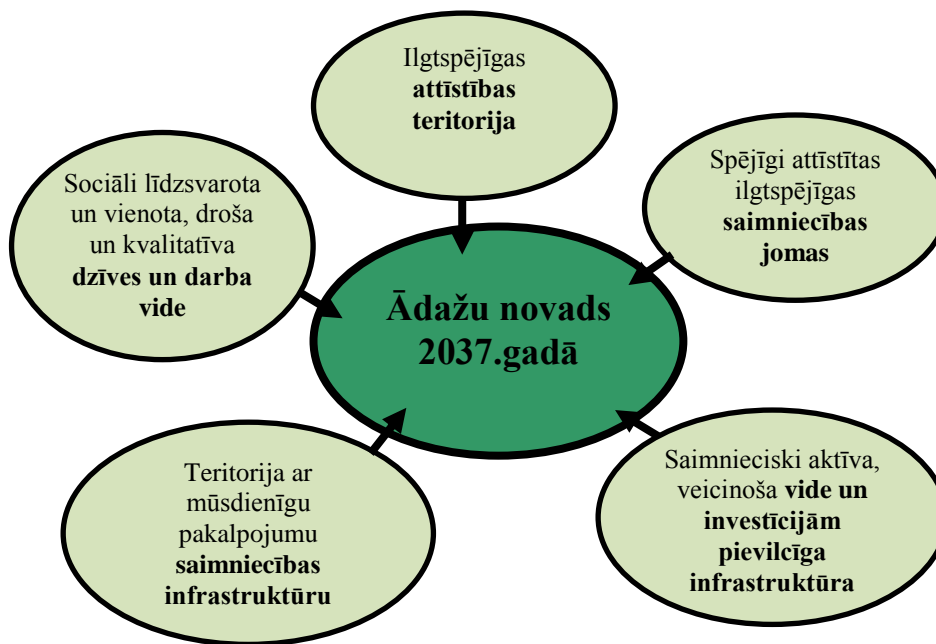 Ilgtspējīgas
attīstības
teritorija
Spējīgi attīstītas
ilgtspējīgas
saimniecības
jomas
Sociāli līdzsvarota
un vienota, droša
un kvalitatīva
dzīves un darba
vide
Ādažu novads
2037.gadā
Teritorija ar
mūsdienīgu
pakalpojumu
saimniecības
infrastruktūru
Saimnieciski aktīva,
veicinoša vide un
investīcijām
pievilcīga
infrastruktūra